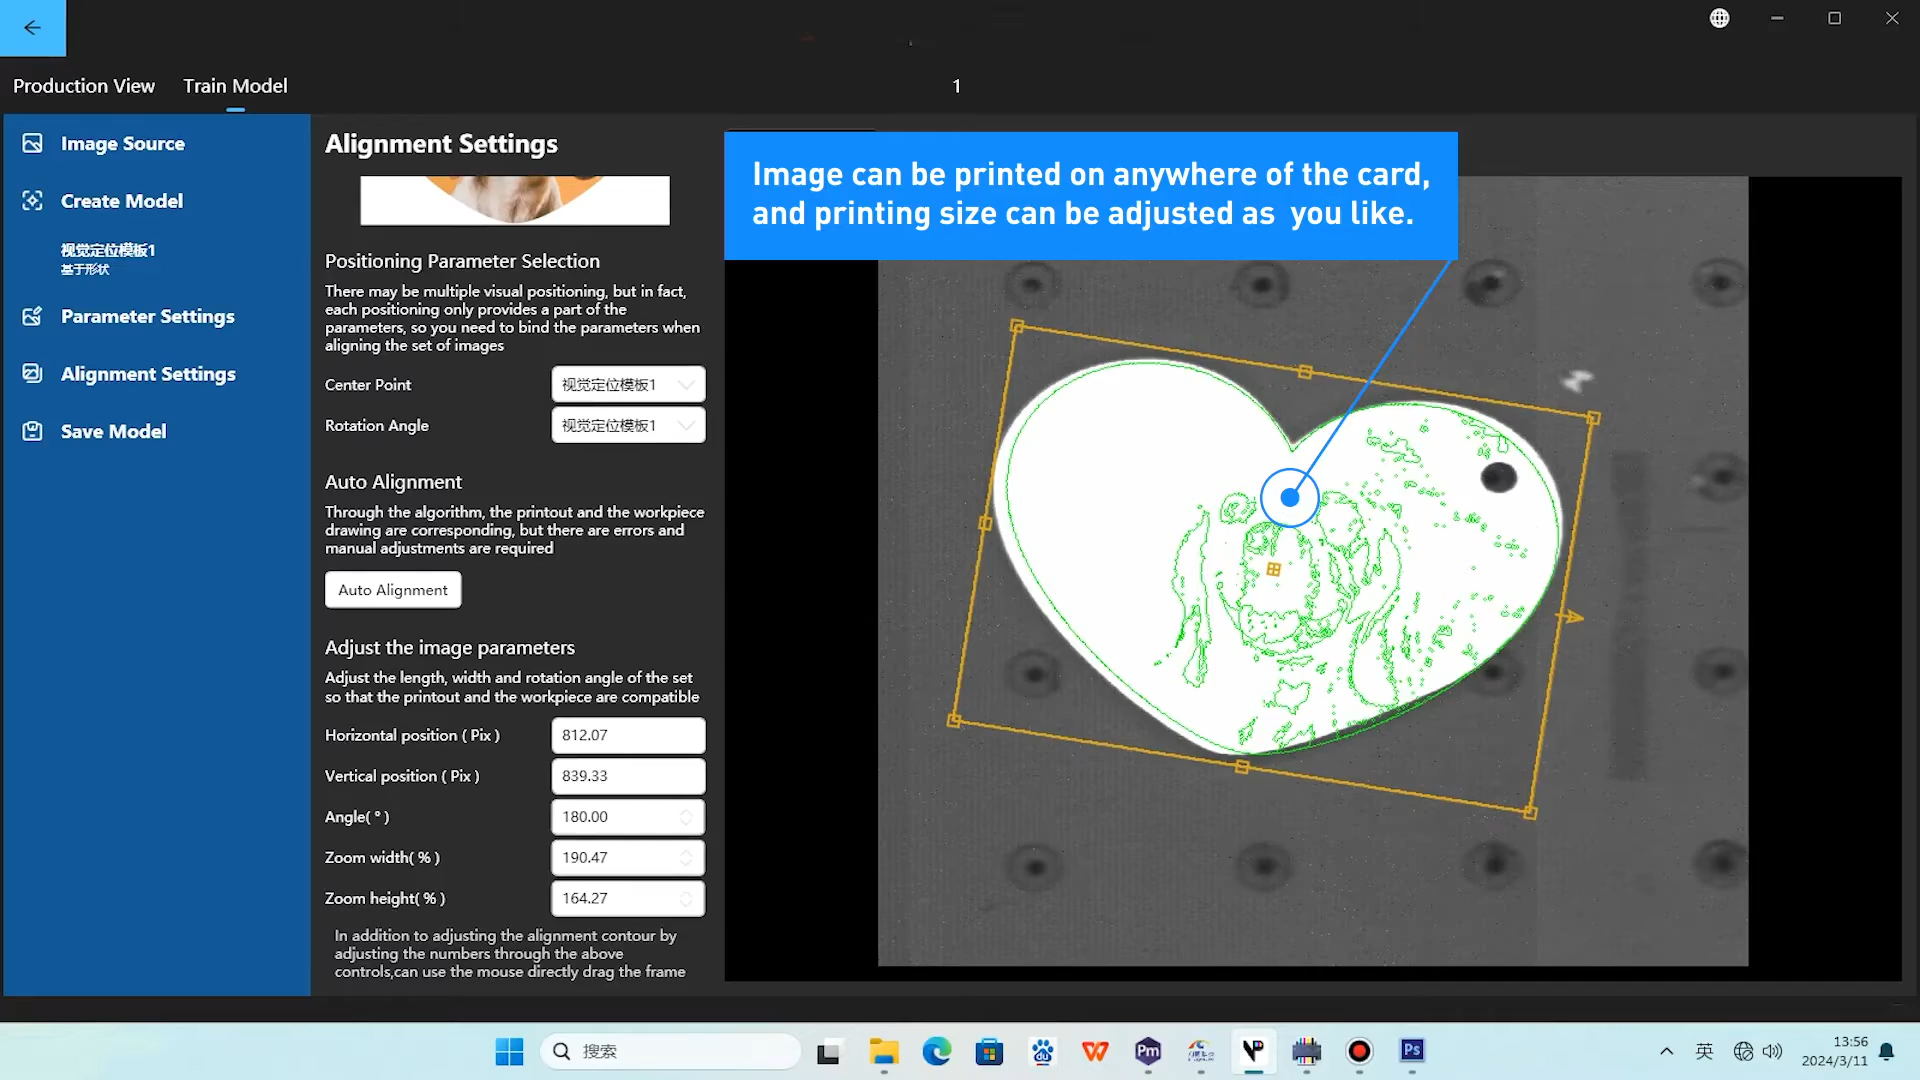 Production View
Train Model
1
Image Source
Create Model
视觉定位模板1
基于形状
Parameter Settings
Alignment Settings
Save Model
Alignment Settings
Positioning Parameter Selection
There may be multiple visual positioning, but in fact,
each positioning only provides a part of the
parameters, so you need to bind the parameters when
aligning the set of images
Center Point
视觉定位模板1
Rotation Angle
视觉定位模板1
Auto Alignment
Through the algorithm, the printout and the workpiece
drawing are corresponding, but there are errors and
manual adjustments are required
Auto Alignment
Adjust the image parameters
Adjust the length, width and rotation angle of the set
so that the printout and the workpiece are compatible
Horizontal position ( Pix )
812.07
Vertical position ( Pix )
839.33
Angle( ° )
180.00
Zoom width( % )
190.47
Zoom height( % )
164.27
In addition to adjusting the alignment contour by
adjusting the numbers through the above
controls,can use the mouse directly drag the frame
Image can be printed on anywhere of the card,
and printing size can be adjusted as  you like.
搜索
du
Pm
Ps
英
13:56
2024/3/11